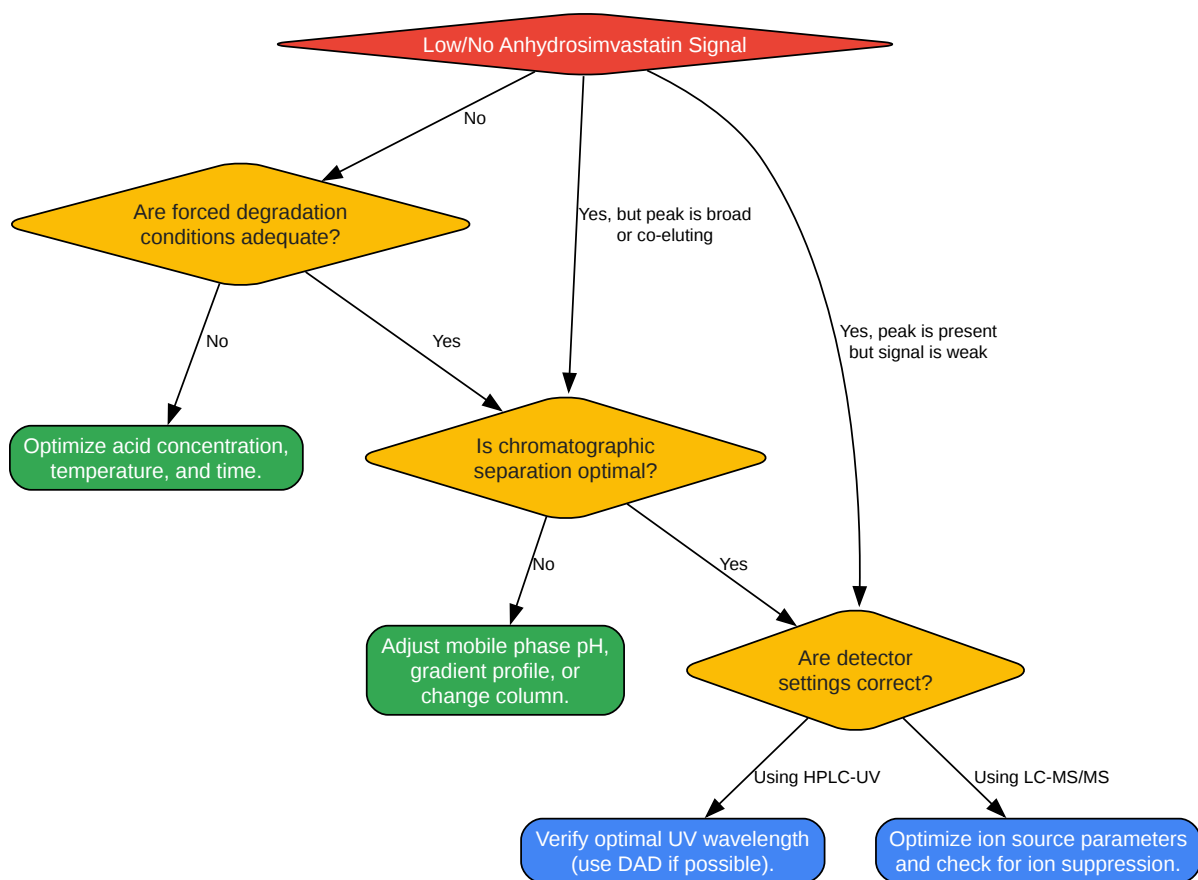 Low/No Anhydrosimvastatin Signal
No
Are forced degradation
conditions adequate?
Yes, but peak is broad
or co-eluting
Yes, peak is present
but signal is weak
No
Yes
Optimize acid concentration,
temperature, and time.
Is chromatographic
separation optimal?
No
Yes
Adjust mobile phase pH,
gradient profile, or
change column.
Are detector
settings correct?
Using HPLC-UV
Using LC-MS/MS
Verify optimal UV wavelength
(use DAD if possible).
Optimize ion source parameters
and check for ion suppression.